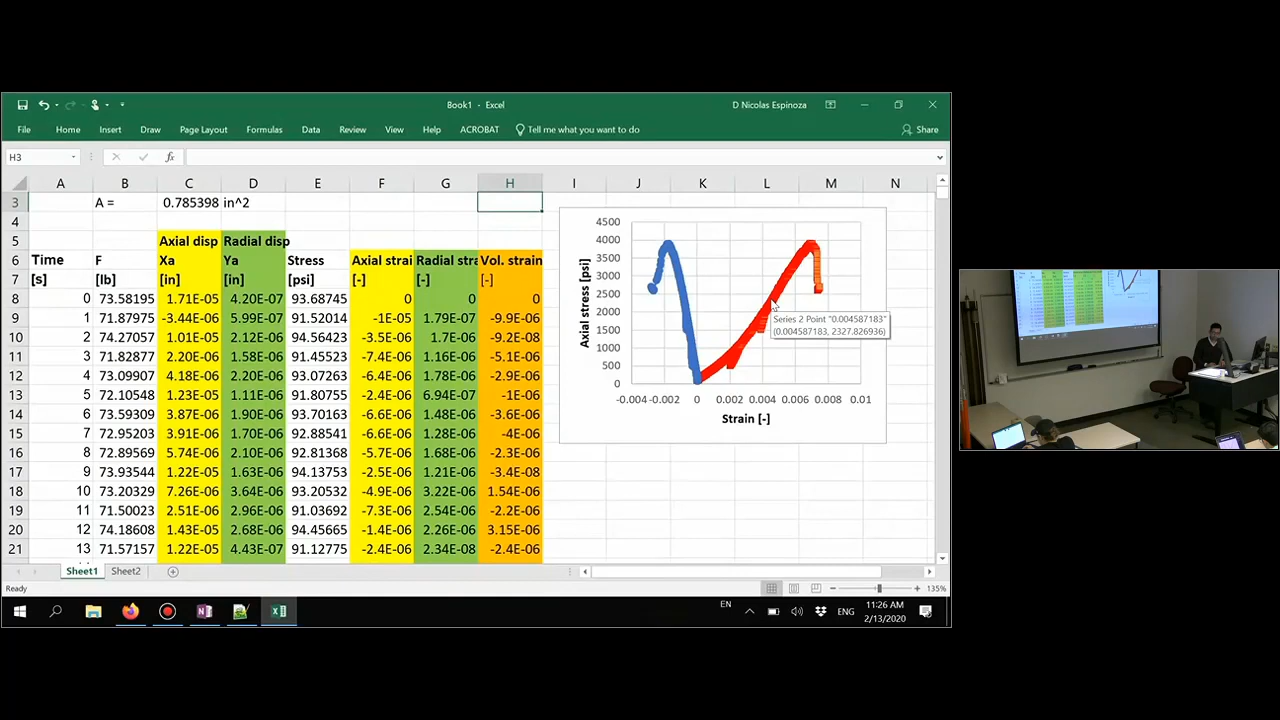 Book1 - Excel
D Nicolas Espinoza
File Home Insert Draw Page Layout Formulas Data Review View Help ACROBAT Tell me what you want to do Share
H3 fx
A B C D E F G H I J K L M N
3 A = 0.785398 in^2
4
5 Axial disp Radial disp
6 Time F Xa Ya Stress Axial strai Radial stra Vol. strain
7 [s] [lb] [in] [in] [psi] [-] [-] [-]
8 0 73.58195 1.71E-05 4.20E-07 93.68745 0 0 0
9 1 71.87975 -3.44E-06 5.99E-07 91.52014 -1E-05 1.79E-07 -9.9E-06
10 2 74.27057 1.01E-05 2.12E-06 94.56423 -3.5E-06 1.7E-06 -9.2E-08
11 3 71.82877 2.20E-06 1.58E-06 91.45523 -7.4E-06 1.16E-06 -5.1E-06
12 4 73.09907 4.18E-06 2.20E-06 93.07263 -6.4E-06 1.78E-06 -2.9E-06
13 5 72.10548 1.23E-05 1.11E-06 91.80755 -2.4E-06 6.94E-07 -1E-06
14 6 73.59309 3.87E-06 1.90E-06 93.70163 -6.6E-06 1.48E-06 -3.6E-06
15 7 72.95203 3.91E-06 1.70E-06 92.88541 -6.6E-06 1.28E-06 -4E-06
16 8 72.89569 5.74E-06 2.10E-06 92.81368 -5.7E-06 1.68E-06 -2.3E-06
17 9 73.93544 1.22E-05 1.63E-06 94.13753 -2.5E-06 1.21E-06 -3.4E-08
18 10 73.20329 7.26E-06 3.64E-06 93.20532 -4.9E-06 3.22E-06 1.54E-06
19 11 71.50023 2.51E-06 2.96E-06 91.03692 -7.3E-06 2.54E-06 -2.2E-06
20 12 74.18608 1.43E-05 2.68E-06 94.45665 -1.4E-06 2.26E-06 3.15E-06
21 13 71.57157 1.22E-05 4.43E-07 91.12775 -2.4E-06 2.34E-08 -2.4E-06
Axial stress [psi]
4500
4000
3500
3000
2500
2000
1500
1000
500
0
-0.004 -0.002 0 0.002 0.004 0.006 0.008 0.01
Strain [-]
Series 2 Point "0.004587183"
(0.004587183, 2327.826936)
Sheet1 Sheet2
Ready 135%
EN
ENG
11:26 AM
2/13/2020